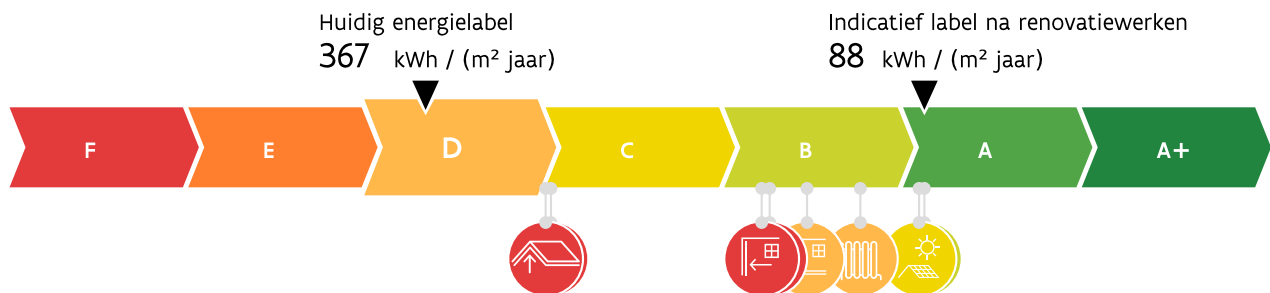 Huidig energielabel
367 kWh / (m² jaar)
Indicatief label na renovatiewerken
88 kWh / (m² jaar)
F E D C B A A+